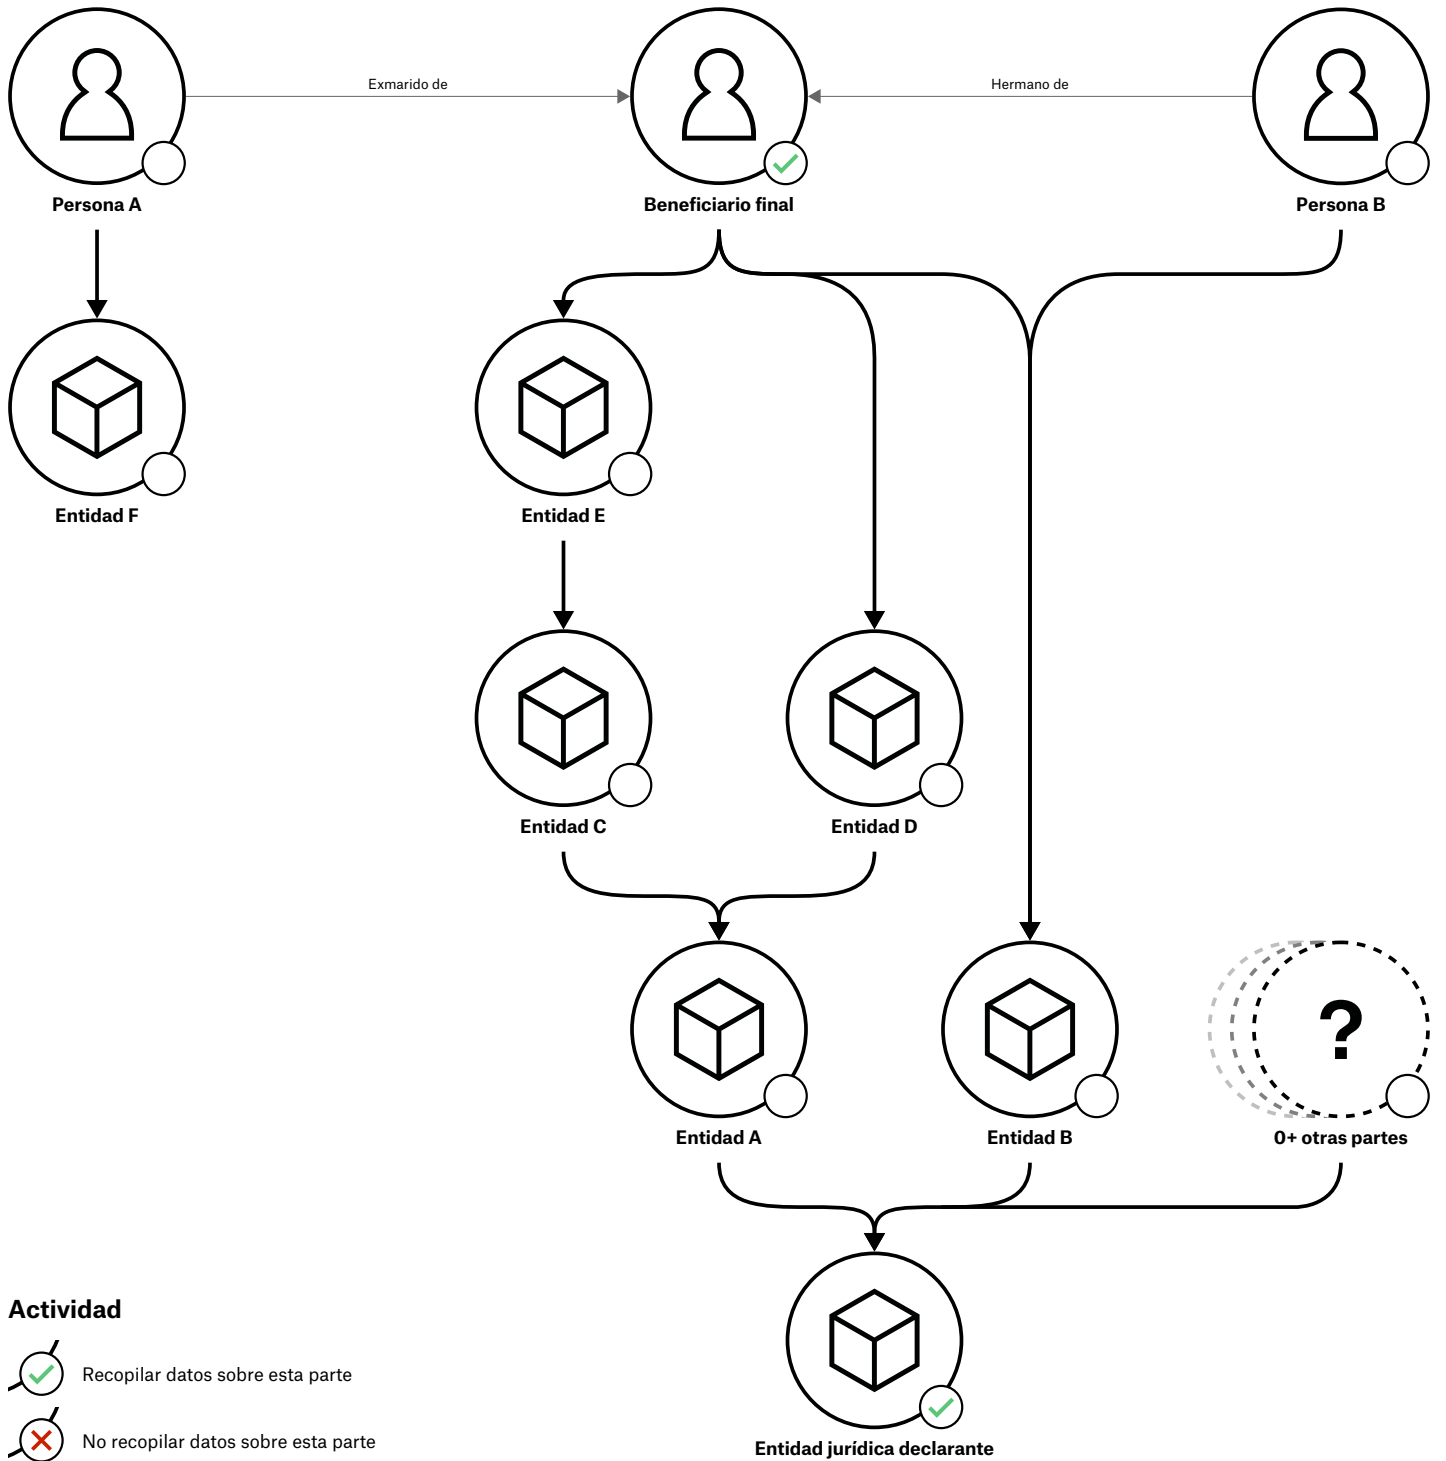 Exmarido de
Hermano de
Persona A
Beneficiario final
Persona B
Entidad F
Entidad E
Entidad C
Entidad D
?
Entidad A
Entidad B
0+ otras partes
Actividad
Recopilar datos sobre esta parte
No recopilar datos sobre esta parte
Entidad jurídica declarante